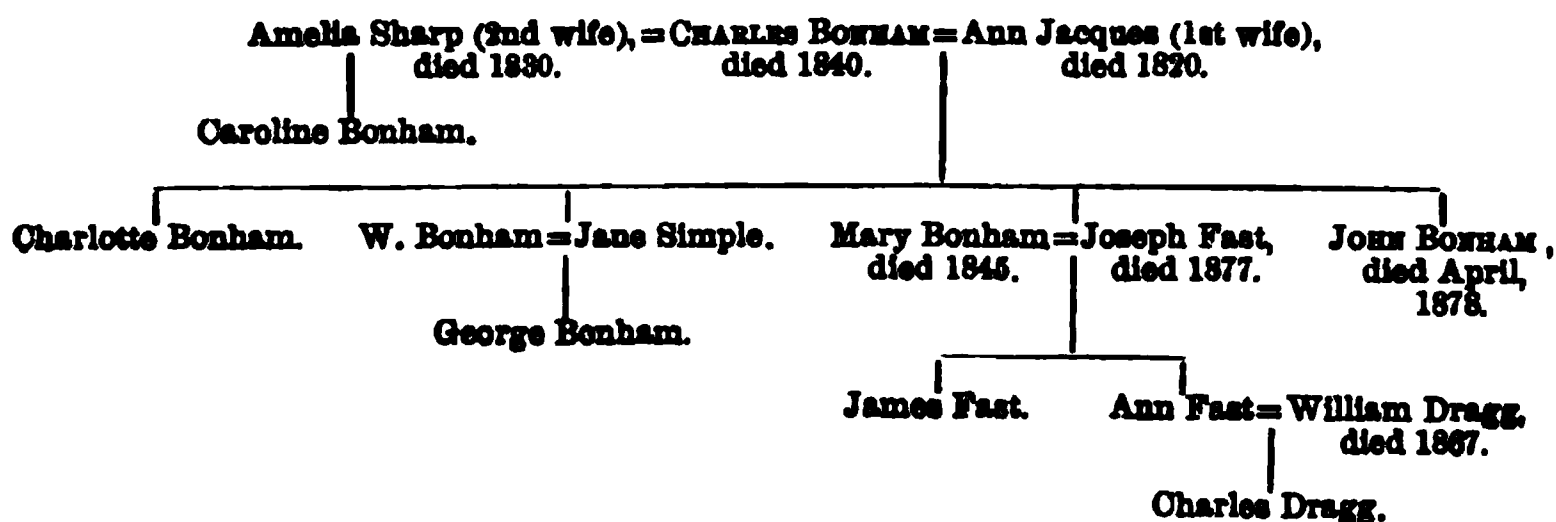 Amelia Sharp (2nd wife),=CHARLES BONHAM=Ann Jacques (1st wife),
died 1830. died 1840. died 1820.
Caroline Bonham.
Charlotte Bonham. W. Bonham=Jane Simple. Mary Bonham=Joseph Fast, JOHN BONHAM,
died 1845. died 1877. died April,
1878.
George Bonham.
James Fast. Ann Fast=William Dragg,
died 1867.
Charles Dragg.